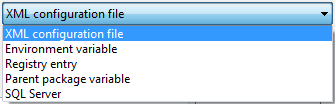 XML configuration file
XML configuration file
Environment variable
Registry entry
Parent package variable
SQL Server